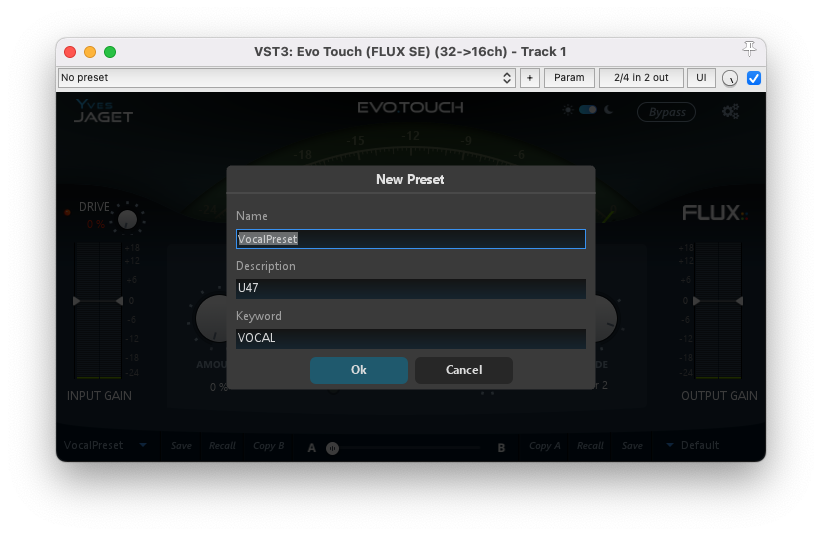 VST3: Evo Touch (FLUX SE) (32->16ch) - Track 1
No preset
+
Param
2/4 in 2 out
UI
Yves
JAGET
EVO.TOUCH
Bypass
-18
-15
-12
-9
-6
New Preset
Name
VocalPreset
Description
U47
Keyword
VOCAL
Ok
Cancel
DRIVE
0 %
FLUX::
+18
+12
-6
0
-6
-12
-18
-24
INPUT GAIN
0 %
+18
+12
0
-6
-12
-18
-24
OUTPUT GAIN
VocalPreset
Save
Recall
Copy B
A
B
Copy A
Recall
Save
Default